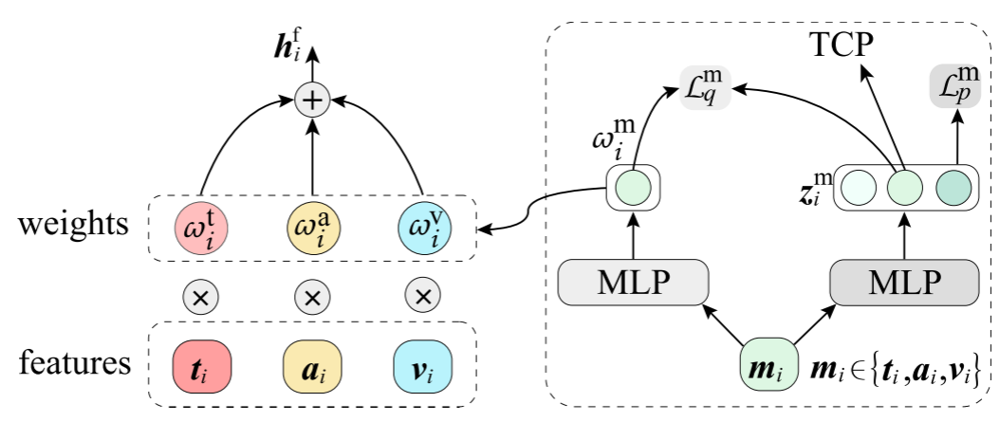 h_i^f
+
weights
ω_i^t ω_i^a ω_i^v
× × ×
features
t_i a_i v_i
TCP
ℒ_q^m ℒ_p^m
ω_i^m
z_i^m
MLP MLP
m_i m_i∈{t_i,a_i,v_i}